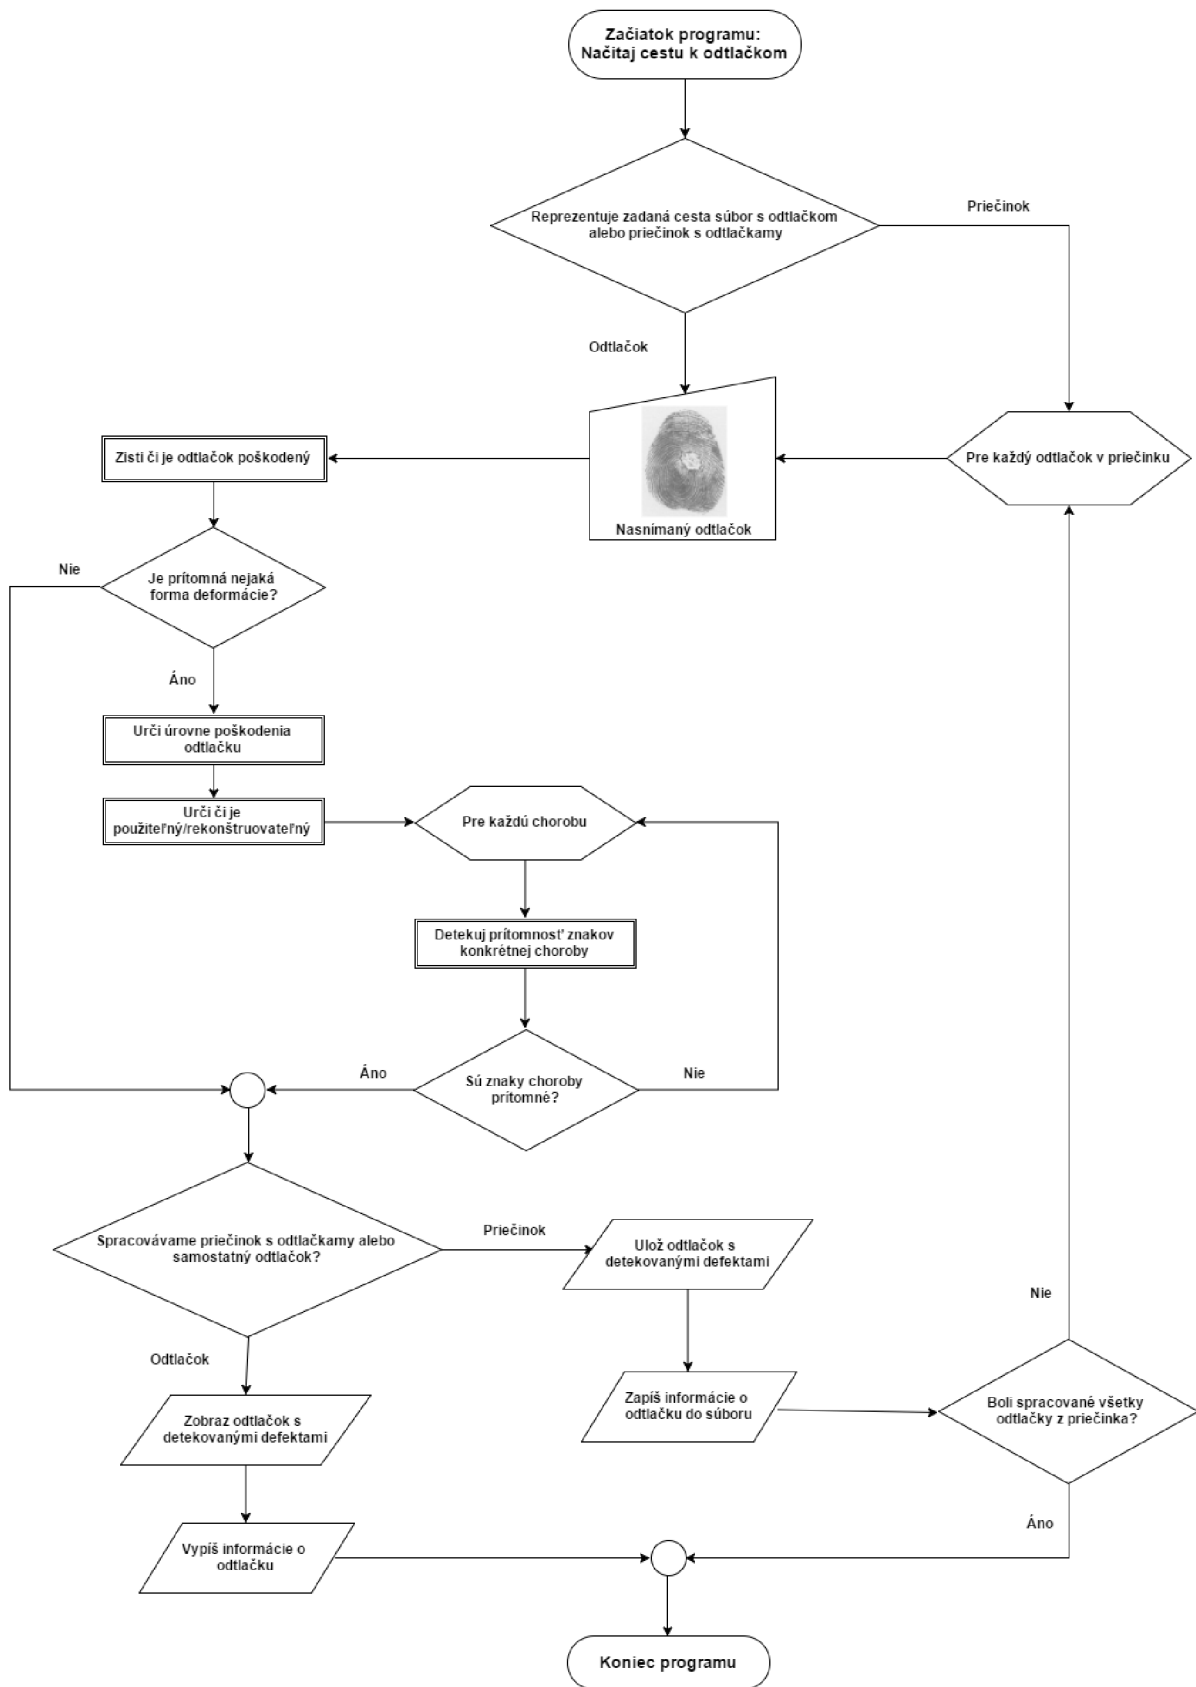 Začiatok programu:
Načitaj cestu k odtlačkom
Reprezentuje zadaná cesta súbor s odtlačkom
alebo priečinok s odtlačkamy
Priečinok
Odtlačok
Pre každý odtlačok v priečinku
Nasnímaný odtlačok
Zisti či je odtlačok poškodený
Je prítomná nejaká
forma deformácie?
Nie
Áno
Urči úrovne poškodenia
odtlačku
Urči či je
použiteľný/rekonštruovateľný
Pre každú chorobu
Detekuj prítomnosť znakov
konkrétnej choroby
Sú znaky choroby
prítomné?
Áno
Nie
Spracovávame priečinok s odtlačkamy alebo
samostatný odtlačok?
Priečinok
Ulož odtlačok s
detekovanými defektami
Zapíš informácie o
odtlačku do súboru
Boli spracované všetky
odtlačky z priečinka?
Nie
Áno
Odtlačok
Zobraz odtlačok s
detekovanými defektami
Vypíš informácie o
odtlačku
Koniec programu